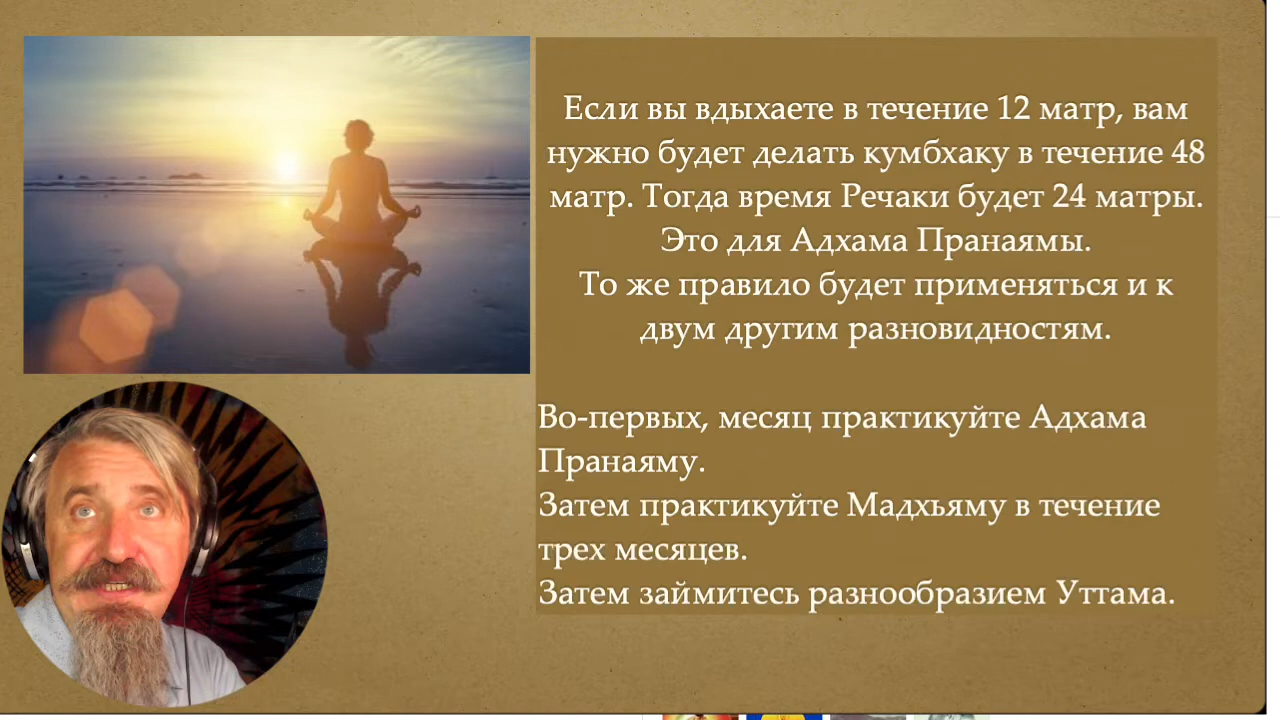 Если вы вдыхаете в течение 12 матр, вам
нужно будет делать кумбхаку в течение 48
матр. Тогда время Речаки будет 24 матры.
Это для Адхама Пранаямы.
То же правило будет применяться и к
двум другим разновидностям.
Во-первых, месяц практикуйте Адхама
Пранаяму.
Затем практикуйте Мадхьяму в течение
трех месяцев.
Затем займитесь разнообразием Уттама.